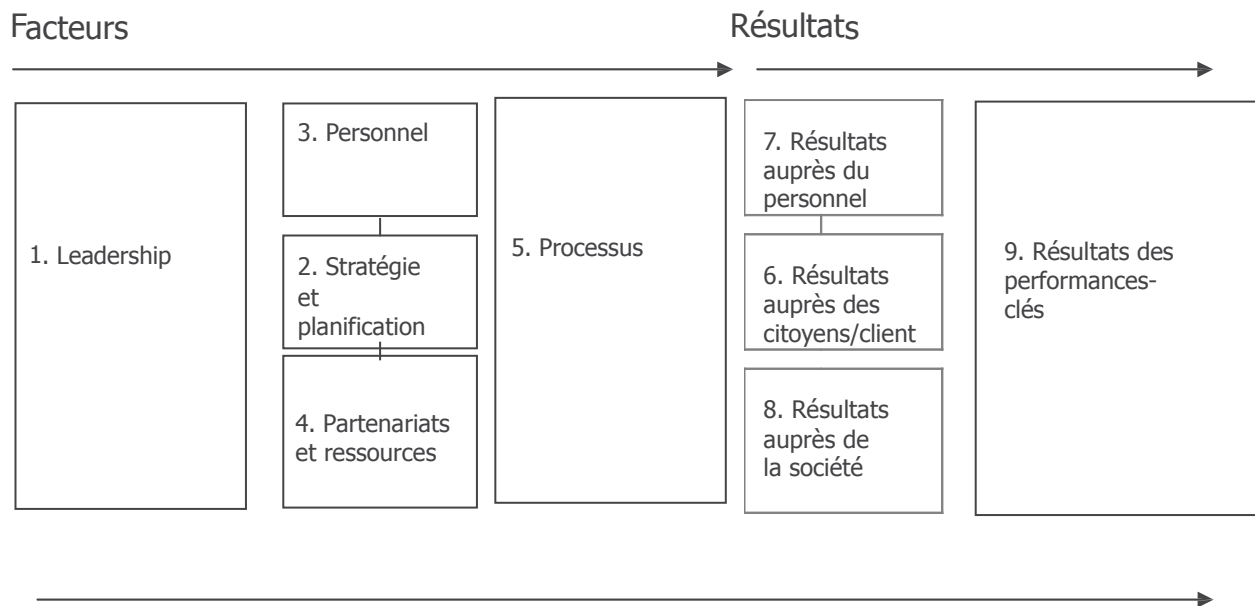 Facteurs
Résultats
1. Leadership
3. Personnel
2. Stratégie
et
planification
4. Partenariats
et ressources
5. Processus
7. Résultats
auprès du
personnel
6. Résultats
auprès des
citoyens/client
8. Résultats
auprès de
la société
9. Résultats des
performances-
clés